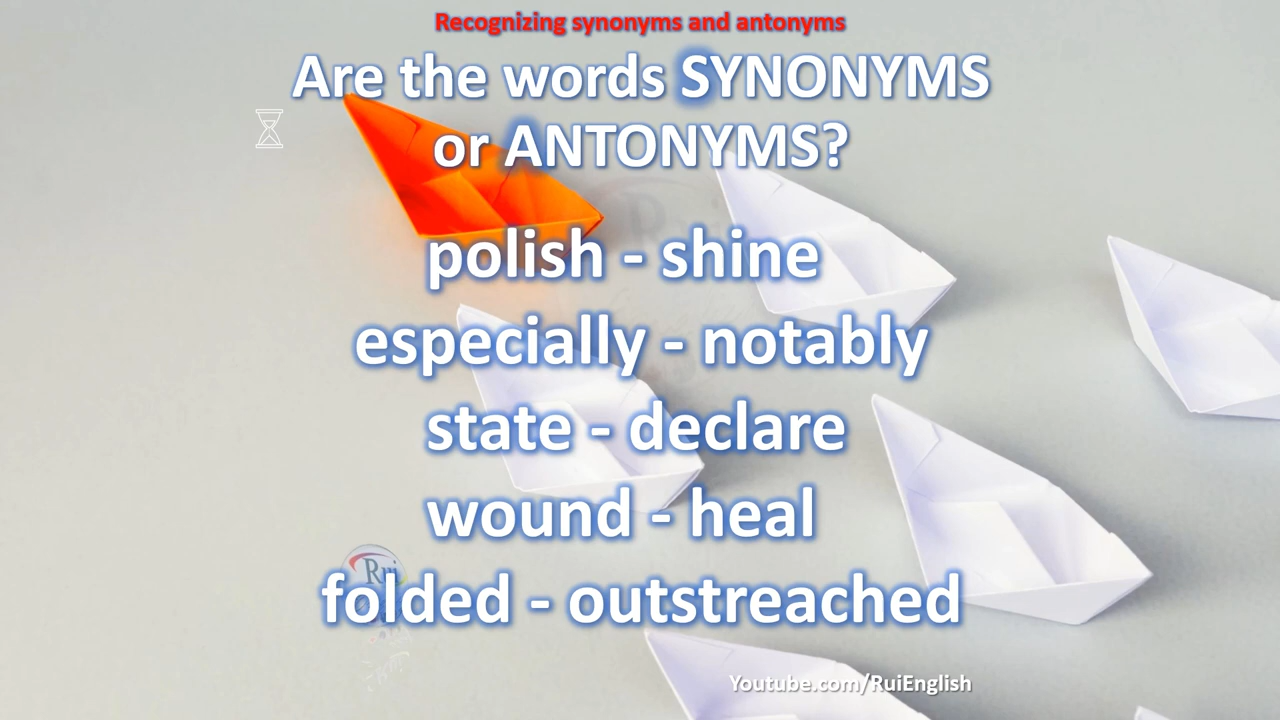 Recognizing synonyms and antonyms
Are the words SYNONYMS
or ANTONYMS?
polish - shine
especially - notably
state - declare
wound - heal
folded - outstreached
Youtube.com/RuiEnglish